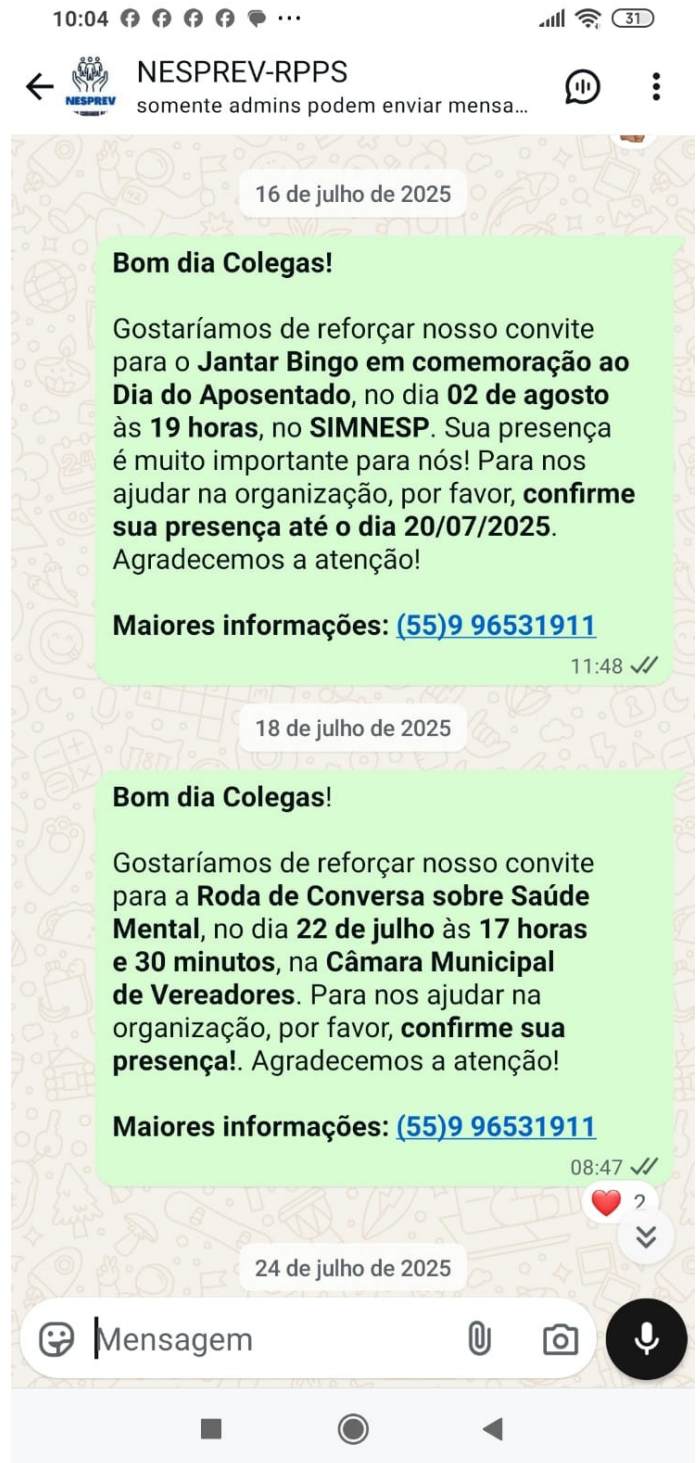 10:04
31
NESPREV-RPPS
NESPREV
somente admins podem enviar mensa...
16 de julho de 2025
Bom dia Colegas!
Gostaríamos de reforçar nosso convite
para o Jantar Bingo em comemoração ao
Dia do Aposentado, no dia 02 de agosto
às 19 horas, no SIMNESP. Sua presença
é muito importante para nós! Para nos
ajudar na organização, por favor, confirme
sua presença até o dia 20/07/2025.
Agradecemos a atenção!
Maiores informações: (55)9 96531911
11:48
18 de julho de 2025
Bom dia Colegas!
Gostaríamos de reforçar nosso convite
para a Roda de Conversa sobre Saúde
Mental, no dia 22 de julho às 17 horas
e 30 minutos, na Câmara Municipal
de Vereadores. Para nos ajudar na
organização, por favor, confirme sua
presença!. Agradecemos a atenção!
Maiores informações: (55)9 96531911
08:47
2
24 de julho de 2025
Mensagem